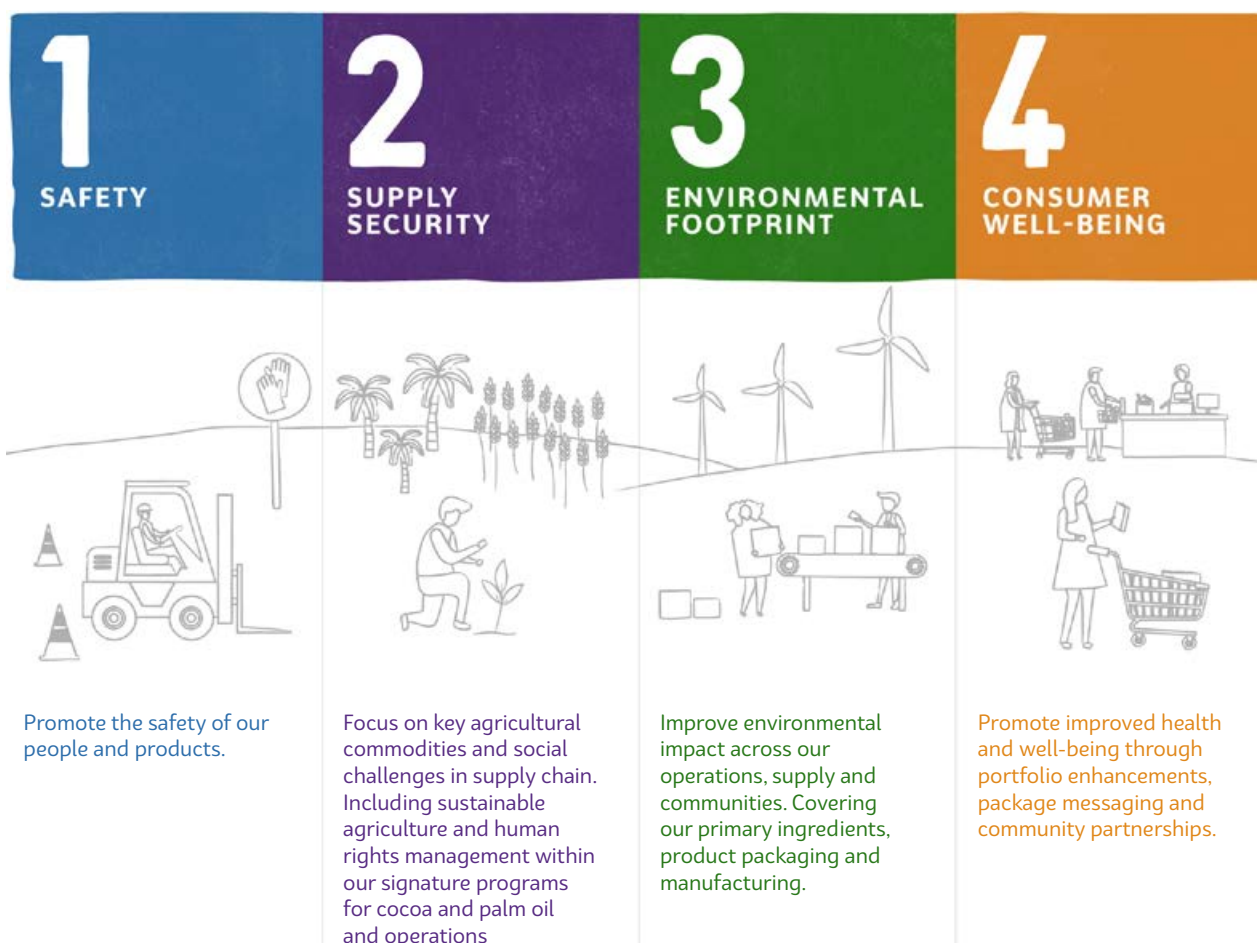 1
SAFETY
2
SUPPLY
SECURITY
3
ENVIRONMENTAL
FOOTPRINT
4
CONSUMER
WELL-BEING
Promote the safety of our
people and products.
Focus on key agricultural
commodities and social
challenges in supply chain.
Including sustainable
agriculture and human
rights management within
our signature programs
for cocoa and palm oil
and operations
Improve environmental
impact across our
operations, supply and
communities. Covering
our primary ingredients,
product packaging and
manufacturing.
Promote improved health
and well-being through
portfolio enhancements,
package messaging and
community partnerships.